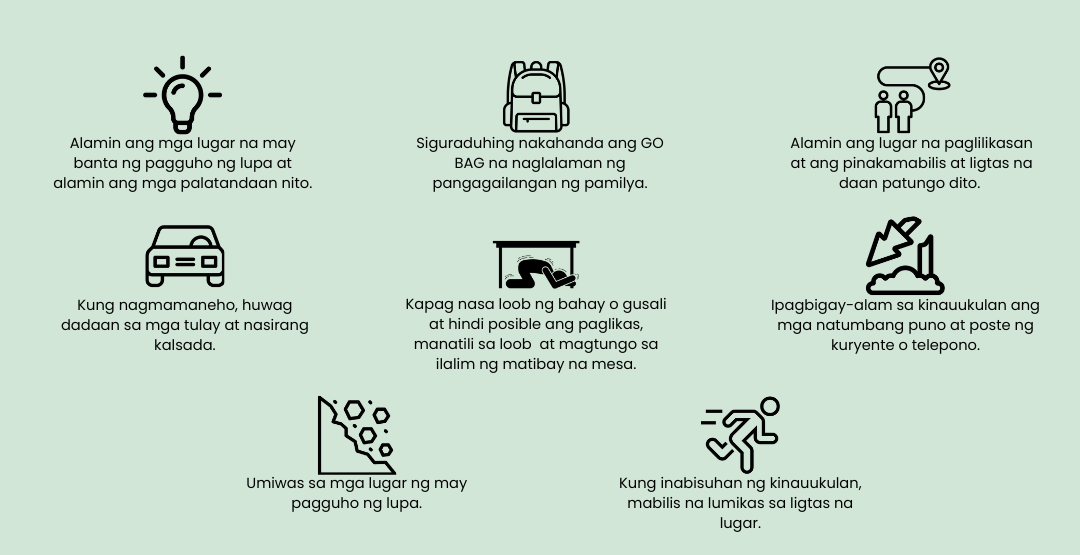 Alamin ang mga lugar na may
banta ng pagguho ng lupa at
alamin ang mga palatandaan nito.
Siguraduhing nakahanda ang GO
BAG na naglalaman ng
pangagailangan ng pamilya.
Alamin ang lugar na paglilikasan
at ang pinakamabilis at ligtas na
daan patungo dito.
Kung nagmamaneho, huwag
dadaan sa mga tulay at nasirang
kalsada.
Kapag nasa loob ng bahay o gusali
at hindi posible ang paglikas,
manatili sa loob at magtungo sa
ilalim ng matibay na mesa.
Ipagbigay-alam sa kinauukulan ang
mga natumbang puno at poste ng
kuryente o telepono.
Umiwas sa mga lugar ng may
pagguho ng lupa.
Kung inabisuhan ng kinauukulan,
mabilis na lumikas sa ligtas na
lugar.